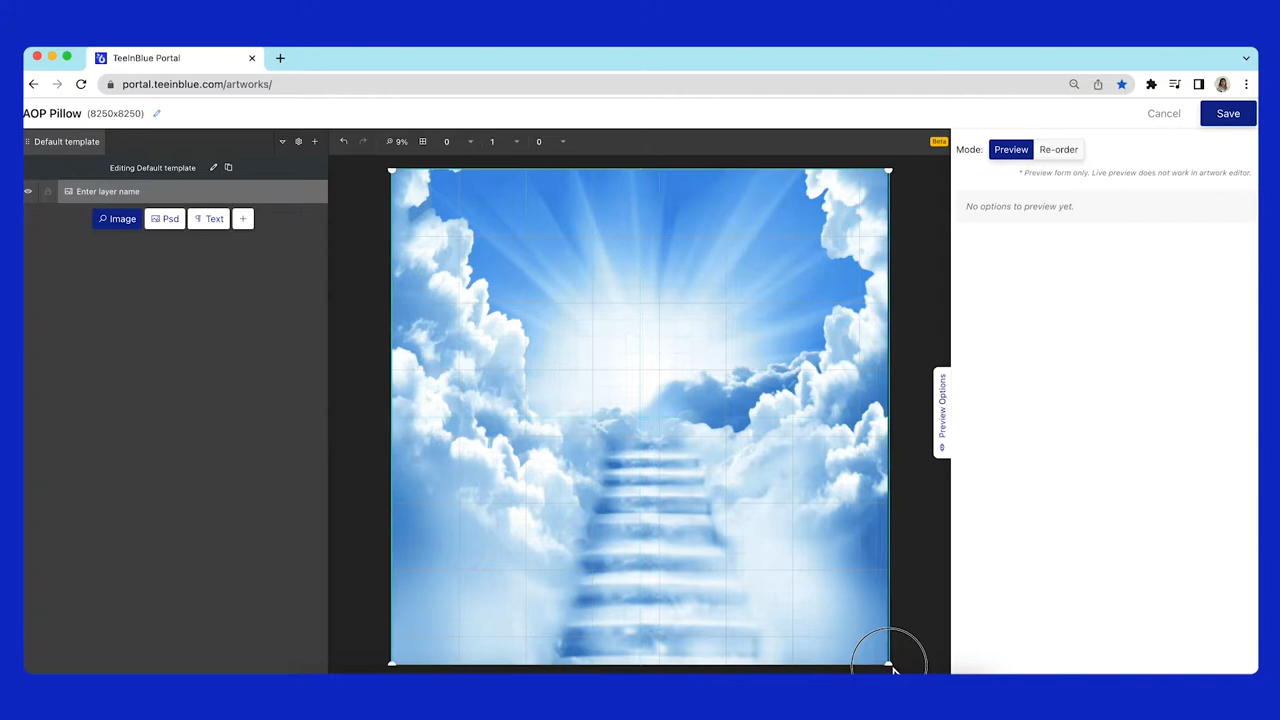 TeeInBlue Portal
portal.teeinblue.com/artworks/
AOP Pillow (8250x8250)
Cancel
Save
Default template
9%
0
1
0
Beta
Mode: Preview Re-order
Editing Default template
* Preview form only. Live preview does not work in artwork editor.
Enter layer name
No options to preview yet.
Image
Psd
Text
Preview Options